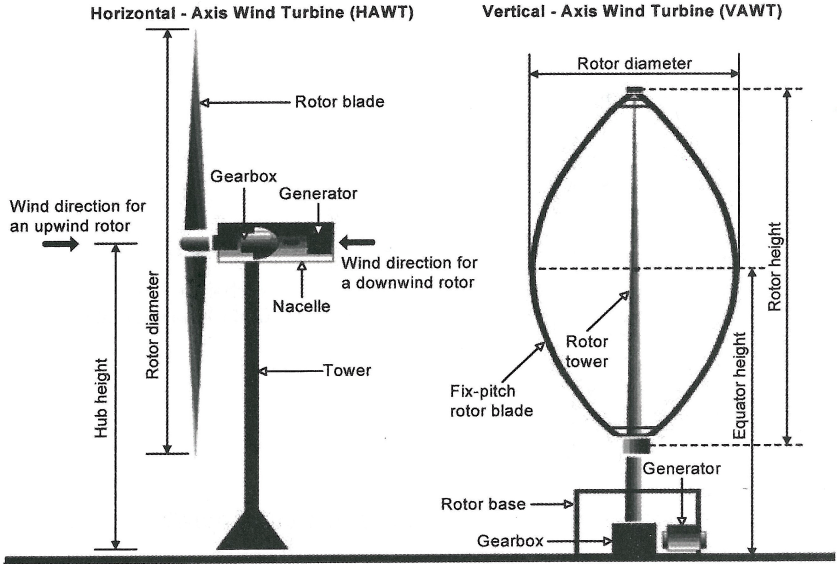 Horizontal - Axis Wind Turbine (HAWT)
Rotor blade
Gearbox
Generator
Wind direction for
an upwind rotor
Wind direction for
a downwind rotor
Nacelle
Rotor diameter
Hub height
Tower
Vertical - Axis Wind Turbine (VAWT)
Rotor diameter
Rotor height
Equator height
Rotor
tower
Fix-pitch
rotor blade
Generator
Rotor base
Gearbox